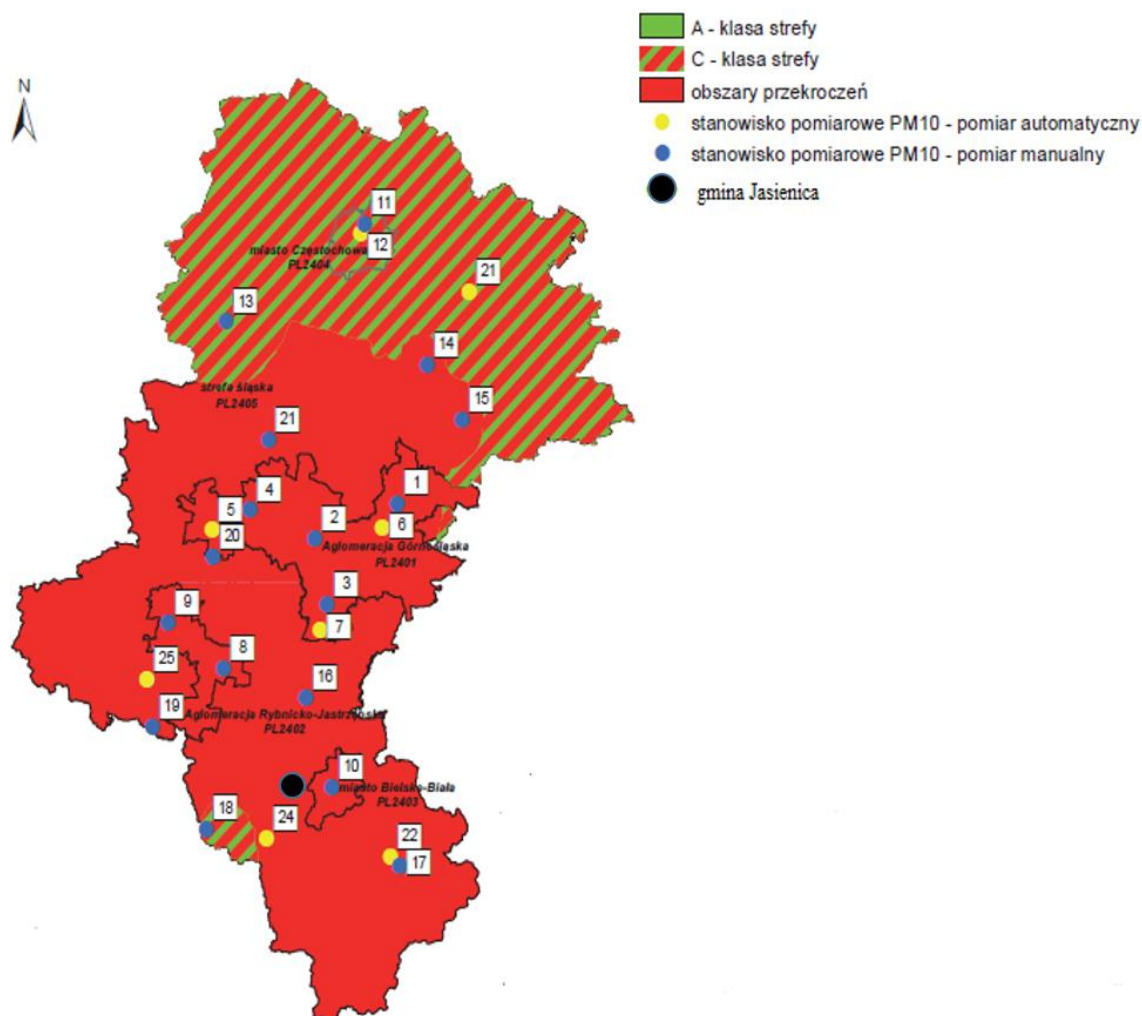 A - klasa strefy
C - klasa strefy
obszary przekroczeń
stanowisko pomiarowe PM10 - pomiar automatyczny
stanowisko pomiarowe PM10 - pomiar manualny
gmina Jasienica
N
11
miasto Częstochowa
12
PL2404
21
13
14
strefa śląska
PL2405
15
21
1
4
5
2
6
20
Aglomeracja Górnośląska
PL2401
3
9
7
8
25
16
19
Aglomeracja Rybnicko-Jastrzębska
PL2402
10
miasto Bielsko-Biała
PL2403
18
24
22
17